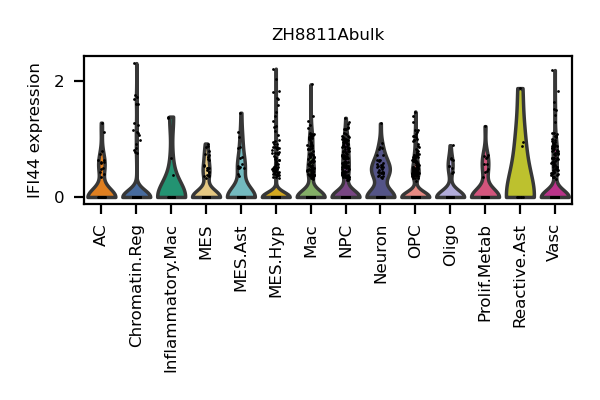 ZH8811Abulk
IFI44 expression
2
0
AC
Chromatin.Reg
Inflammatory.Mac
MES
MES.Ast
MES.Hyp
Mac
NPC
Neuron
OPC
Oligo
Prolif.Metab
Reactive.Ast
Vasc